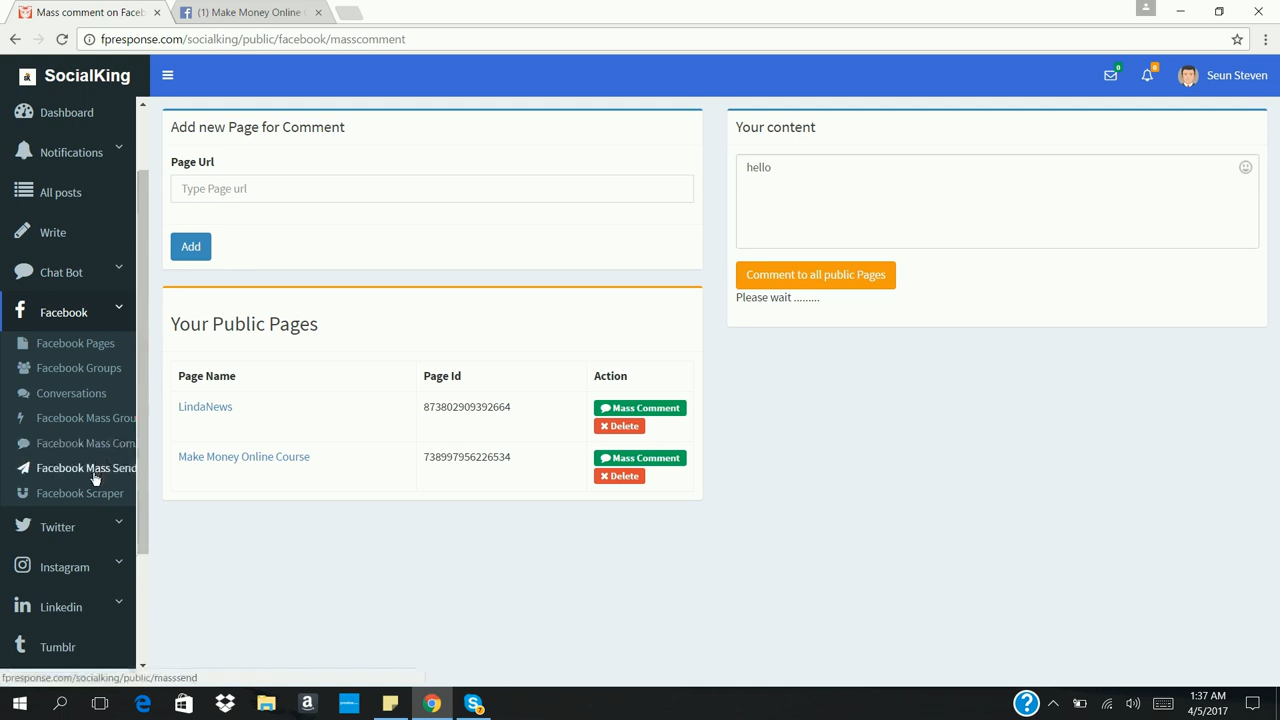 Mass comment on Faceb
(1) Make Money Online
fpresponse.com/socialking/public/facebook/masscomment
SocialKing
0
0
Seun Steven
Dashboard
Notifications
All posts
Write
Chat Bot
Facebook
Facebook Pages
Facebook Groups
Conversations
Facebook Mass Grou
Facebook Mass Com
Facebook Mass Send
Facebook Scraper
Twitter
Instagram
Linkedin
Tumblr
Add new Page for Comment
Page Url
Type Page url
Add
Your Public Pages
Page Name Page Id Action
LindaNews 873802909392664 Mass Comment
Delete
Make Money Online Course 738997956226534 Mass Comment
Delete
Your content
hello
Comment to all public Pages
Please wait .........
fpresponse.com/socialking/public/masssend
1:37 AM
4/5/2017